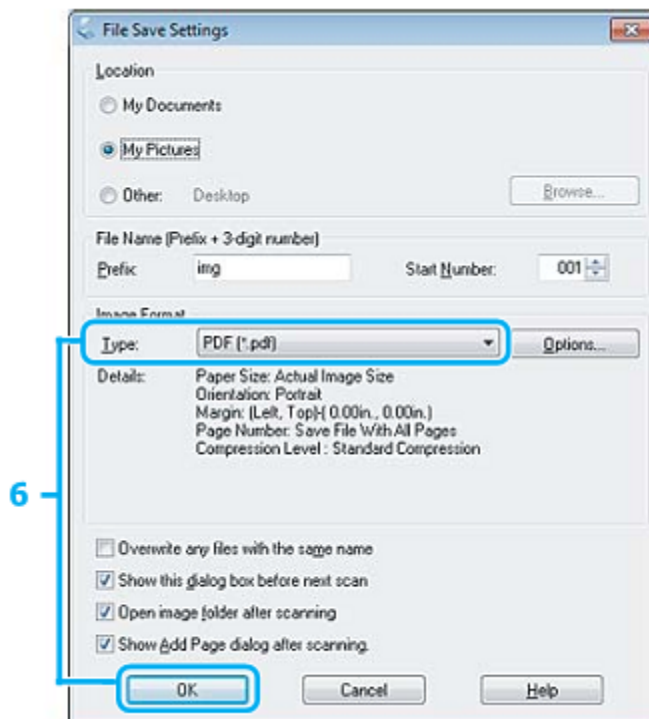 File Save Settings
Location
My Documents
My Pictures
Other: Desktop Browse...
File Name (Prefix + 3-digit number)
Prefix: img Start Number: 001
Image Format
Type: PDF (*.pdf) Options...
Details: Paper Size: Actual Image Size
Orientation: Portrait
Margin: (Left, Top)-( 0.00in., 0.00in.)
Page Number: Save File With All Pages
Compression Level : Standard Compression
6
Overwrite any files with the same name
Show this dialog box before next scan
Open image folder after scanning
Show Add Page dialog after scanning.
OK Cancel Help